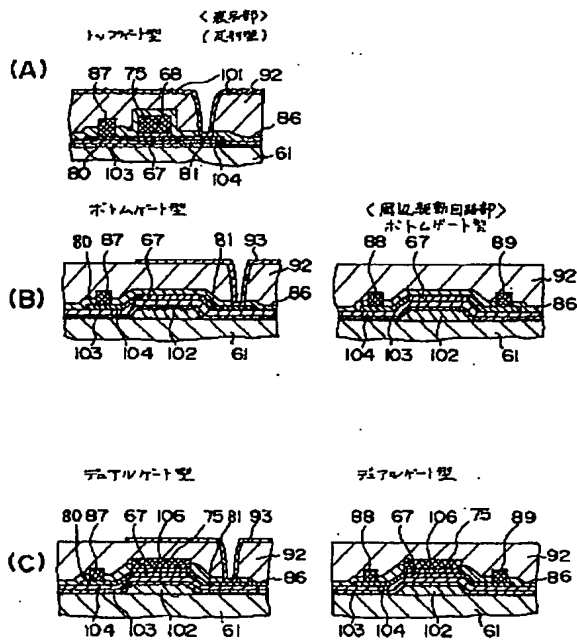 〈表示部〉
トップゲート型 (反射型)
(A)
87 75 68 101 92
86
61
80 103 67 81 104
ボトムゲート型
〈周辺駆動回路部〉
ボトムゲート型
(B)
80 87 67 81 93
92
86
103 104 102 61
88 67 89
92
86
104 103 102 61
デュアルゲート型
デュアルゲート型
(C)
80 87 67 106 75 81 93
92
86
104 103 102 61
88 67 106 75 89
92
86
103 104 102 61